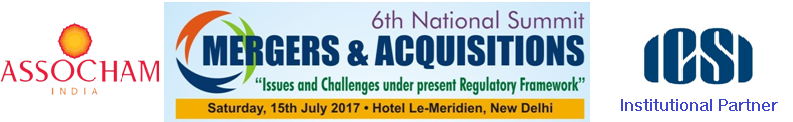 ASSOCHAM
INDIA
6th National Summit
MERGERS & ACQUISITIONS
“Issues and Challenges under present Regulatory Framework”
Saturday, 15th July 2017 • Hotel Le-Meridien, New Delhi
ICSI
Institutional Partner